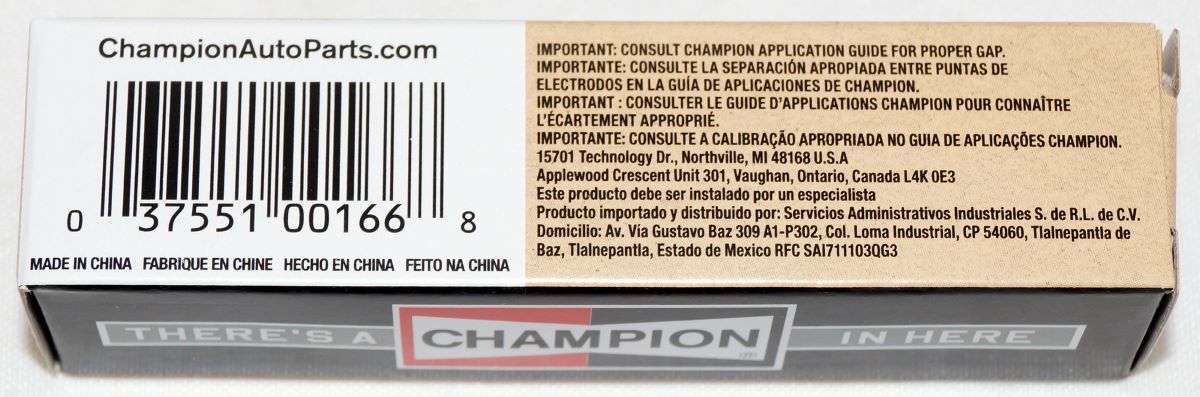 ChampionAutoParts.com
0 37551 00166 8
MADE IN CHINA FABRIQUE EN CHINE HECHO EN CHINA FEITO NA CHINA
IMPORTANT: CONSULT CHAMPION APPLICATION GUIDE FOR PROPER GAP.
IMPORTANTE: CONSULTE LA SEPARACIÓN APROPIADA ENTRE PUNTAS DE
ELECTRODOS EN LA GUÍA DE APLICACIONES DE CHAMPION.
IMPORTANT : CONSULTER LE GUIDE D'APPLICATIONS CHAMPION POUR CONNAÎTRE
L'ÉCARTEMENT APPROPRIÉ.
IMPORTANTE: CONSULTE A CALIBRAÇÃO APROPRIADA NO GUIA DE APLICAÇÕES CHAMPION.
15701 Technology Dr., Northville, MI 48168 U.S.A
Applewood Crescent Unit 301, Vaughan, Ontario, Canada L4K 0E3
Este producto debe ser instalado por un especialista
Producto importado y distribuido por: Servicios Administrativos Industriales S. de R.L. de C.V.
Domicilio: Av. Vía Gustavo Baz 309 A1-P302, Col. Loma Industrial, CP 54060, Tlalnepantla de
Baz, Tlalnepantla, Estado de Mexico RFC SAI711103QG3
THERE'S A CHAMPION® IN HERE